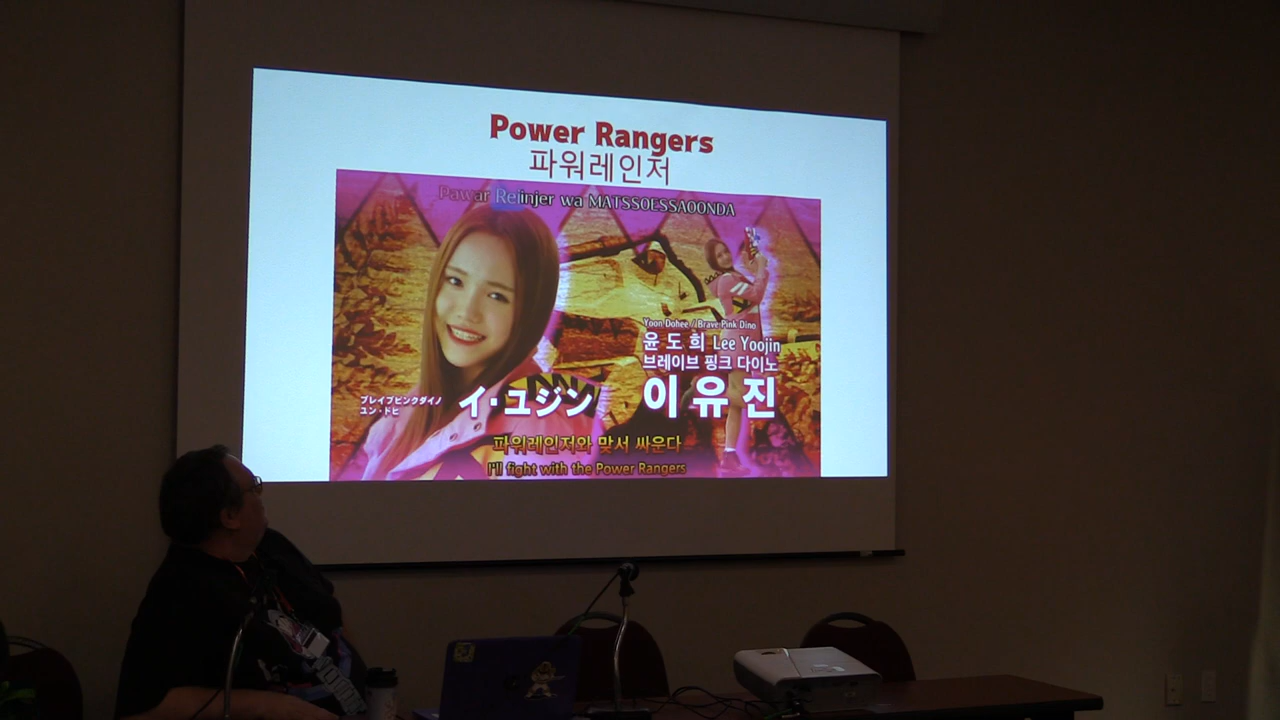 Power Rangers
파워레인저
Pawar Reinjer wa MATSSOESSAOONDA
Yoon Dohee / Brave Pink Dino
윤 도 희 Lee Yoojin
브레이브 핑크 다이노
이 유 진
ブレイブピンクダイノ
ユン・ドヒ
イ・ユジン
파워레인저와 맞서 싸운다
I'll fight with the Power Rangers